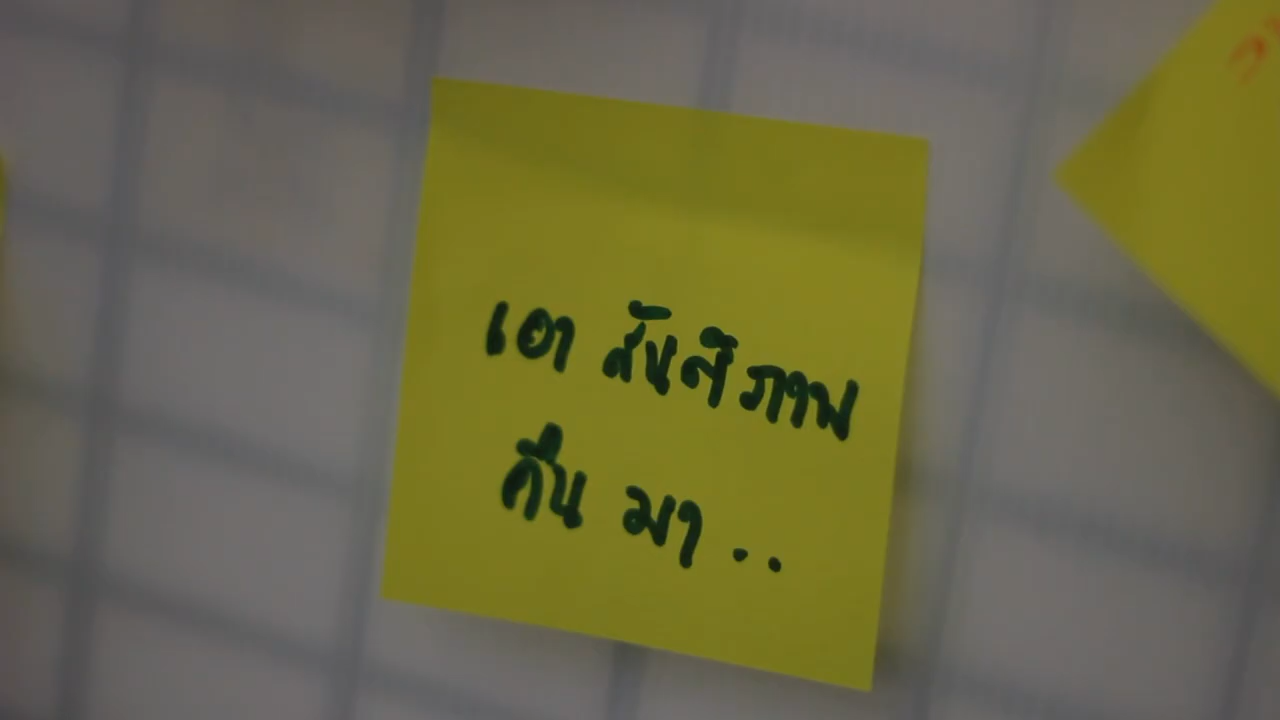 เอา สันติภาพ
คืน มา ..